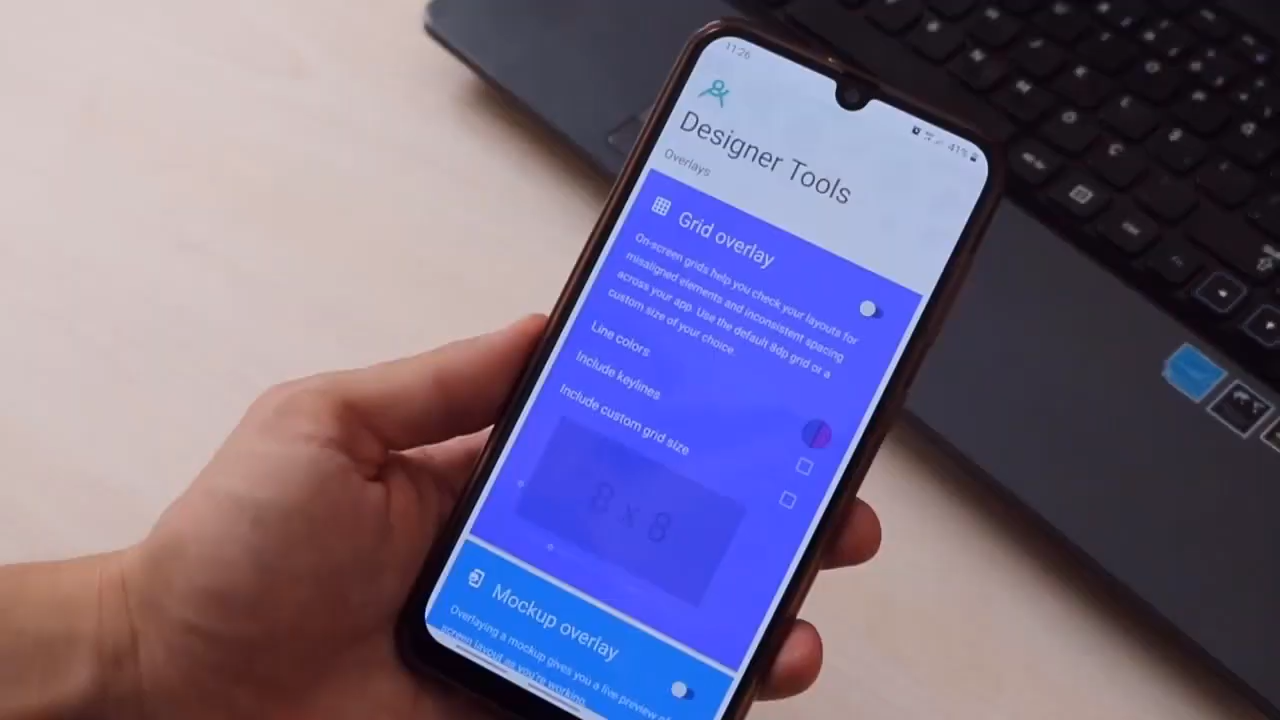 11:26
41%
Designer Tools
Overlays
Grid overlay
On-screen grids help you check your layouts for
misaligned elements and inconsistent spacing
across your app. Use the default 8dp grid or a
custom size of your choice.
Line colors
Include keylines
Include custom grid size
8 x 8
Mockup overlay
Overlaying a mockup gives you a live preview of
screen layout as you're working.